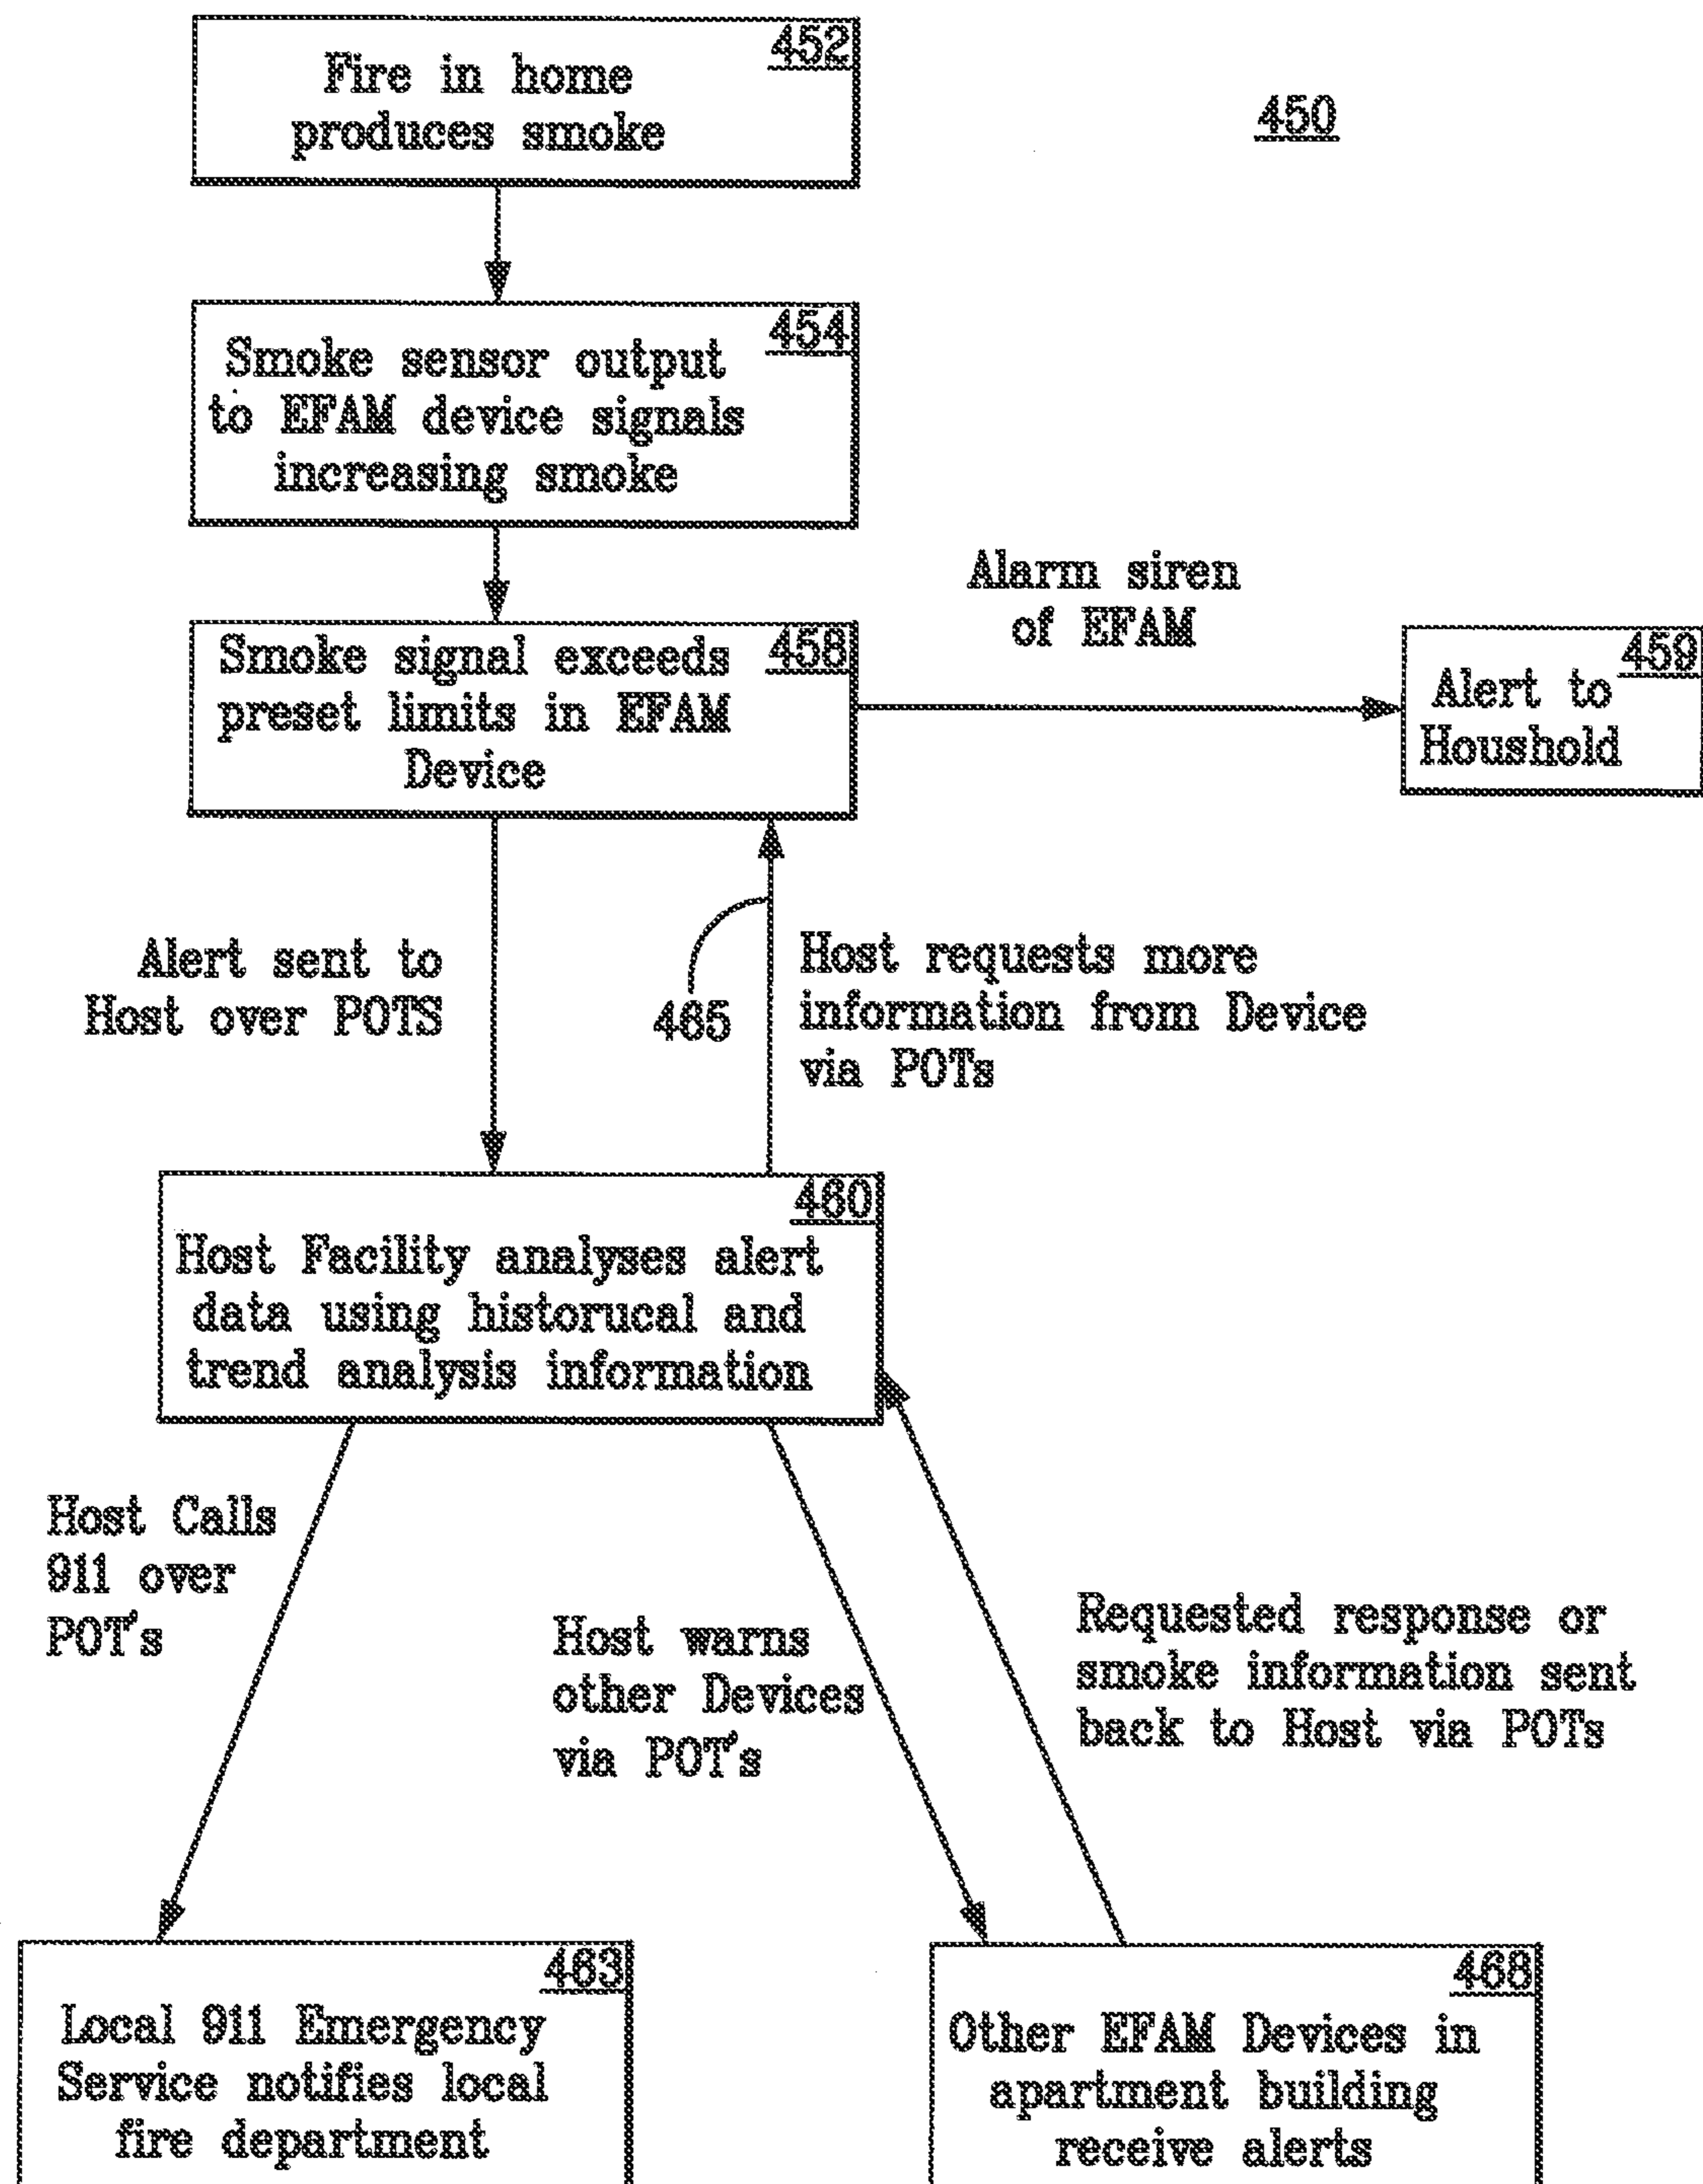 452
Fire in home
produces smoke
450
454
Smoke sensor output
to EFAM device signals
increasing smoke
458
Smoke signal exceeds
preset limits in EFAM
Device
Alarm siren
of EFAM
459
Alert to
Houshold
Alert sent to
Host over POTS
465
Host requests more
information from Device
via POTs
460
Host Facility analyses alert
data using historucal and
trend analysis information
Host Calls
911 over
POT's
Host warns
other Devices
via POT's
Requested response or
smoke information sent
back to Host via POTs
463
Local 911 Emergency
Service notifies local
fire department
468
Other EFAM Devices in
apartment building
receive alerts